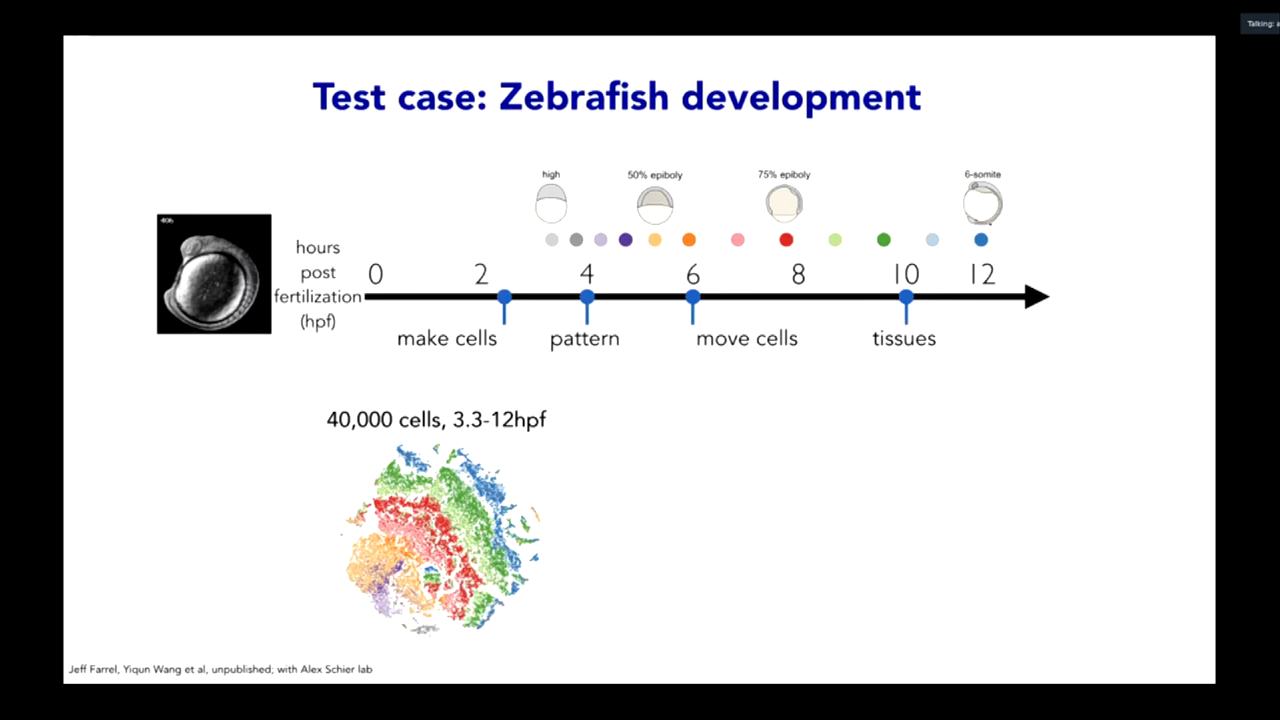 Talking: a
Test case: Zebrafish development
high
50% epiboly
75% epiboly
6-somite
hours
post
fertilization
(hpf)
0 2 4 6 8 10 12
make cells
pattern
move cells
tissues
40,000 cells, 3.3-12hpf
Jeff Farrel, Yiqun Wang et al, unpublished; with Alex Schier lab